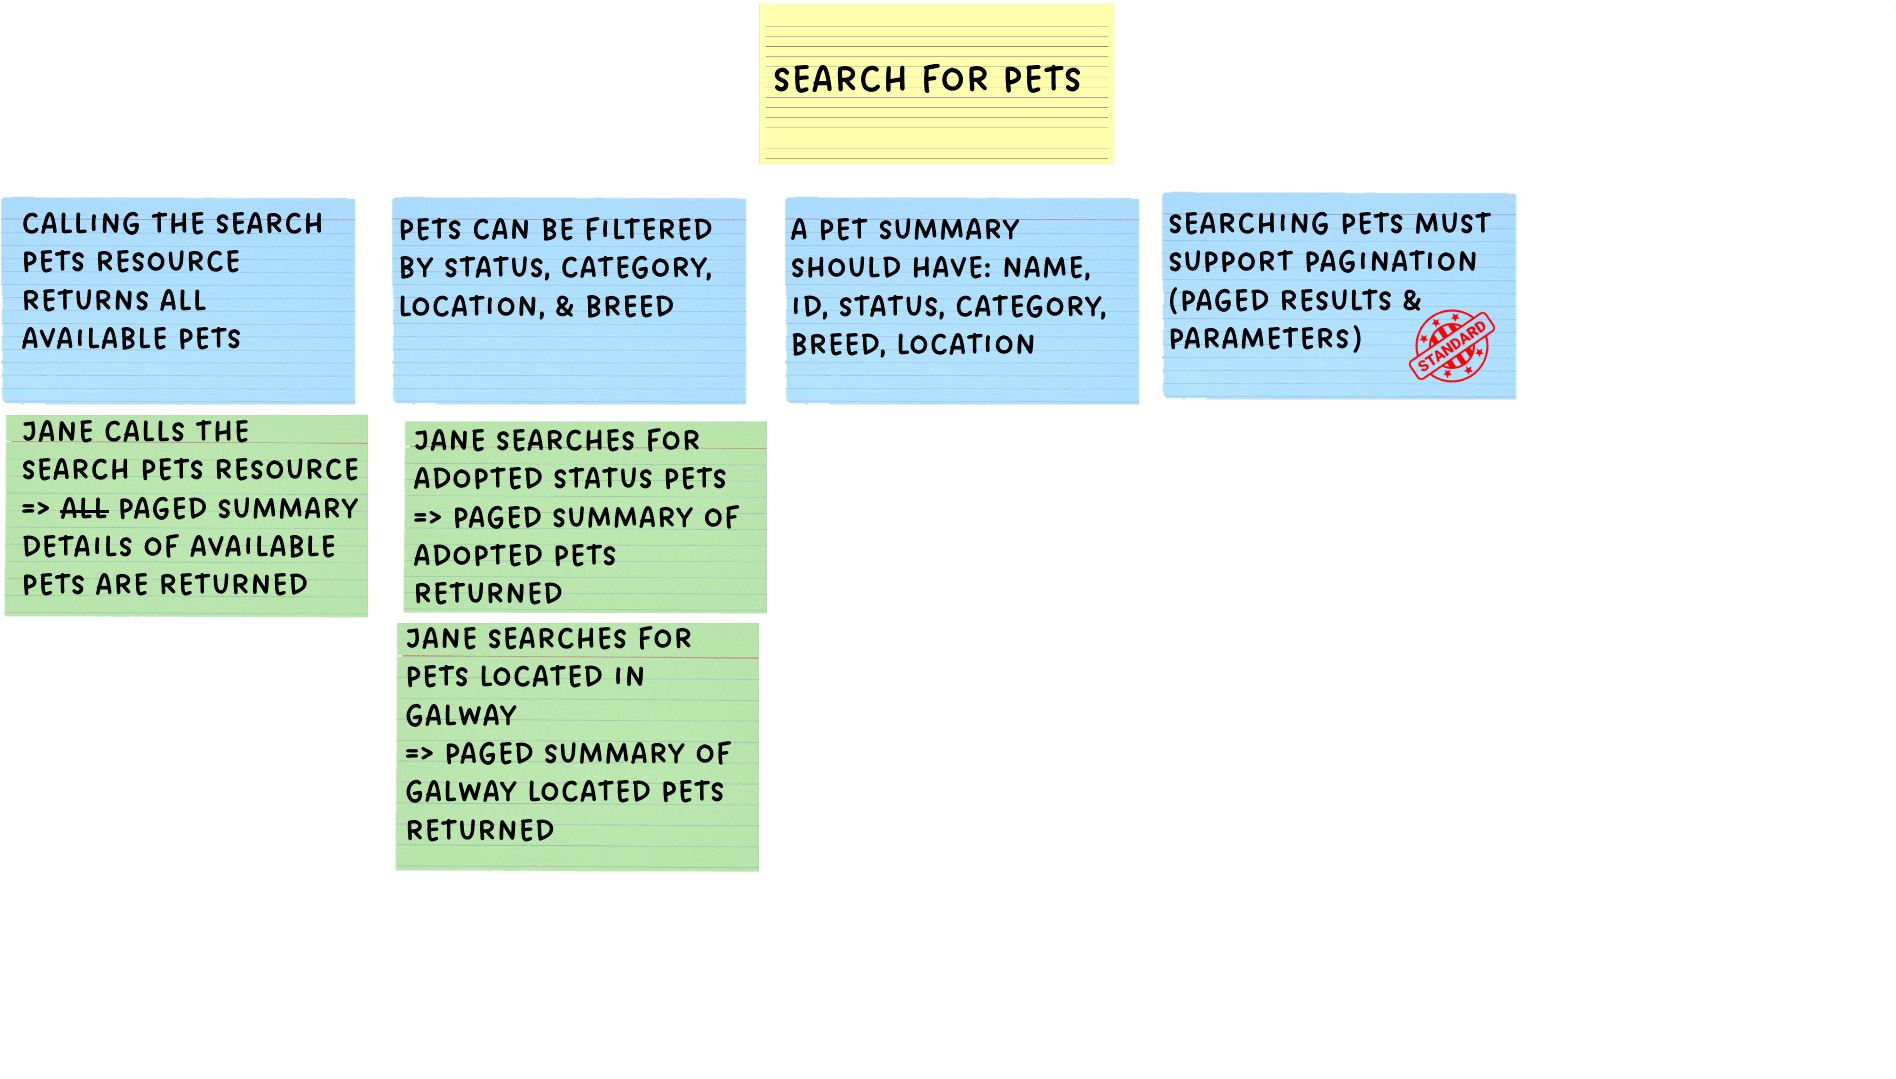 SEARCH FOR PETS
CALLING THE SEARCH
PETS RESOURCE
RETURNS ALL
AVAILABLE PETS
PETS CAN BE FILTERED
BY STATUS, CATEGORY,
LOCATION, & BREED
A PET SUMMARY
SHOULD HAVE: NAME,
ID, STATUS, CATEGORY,
BREED, LOCATION
SEARCHING PETS MUST
SUPPORT PAGINATION
(PAGED RESULTS &
PARAMETERS)
STANDARD
JANE CALLS THE
SEARCH PETS RESOURCE
=> ALL PAGED SUMMARY
DETAILS OF AVAILABLE
PETS ARE RETURNED
JANE SEARCHES FOR
ADOPTED STATUS PETS
=> PAGED SUMMARY OF
ADOPTED PETS
RETURNED
JANE SEARCHES FOR
PETS LOCATED IN
GALWAY
=> PAGED SUMMARY OF
GALWAY LOCATED PETS
RETURNED